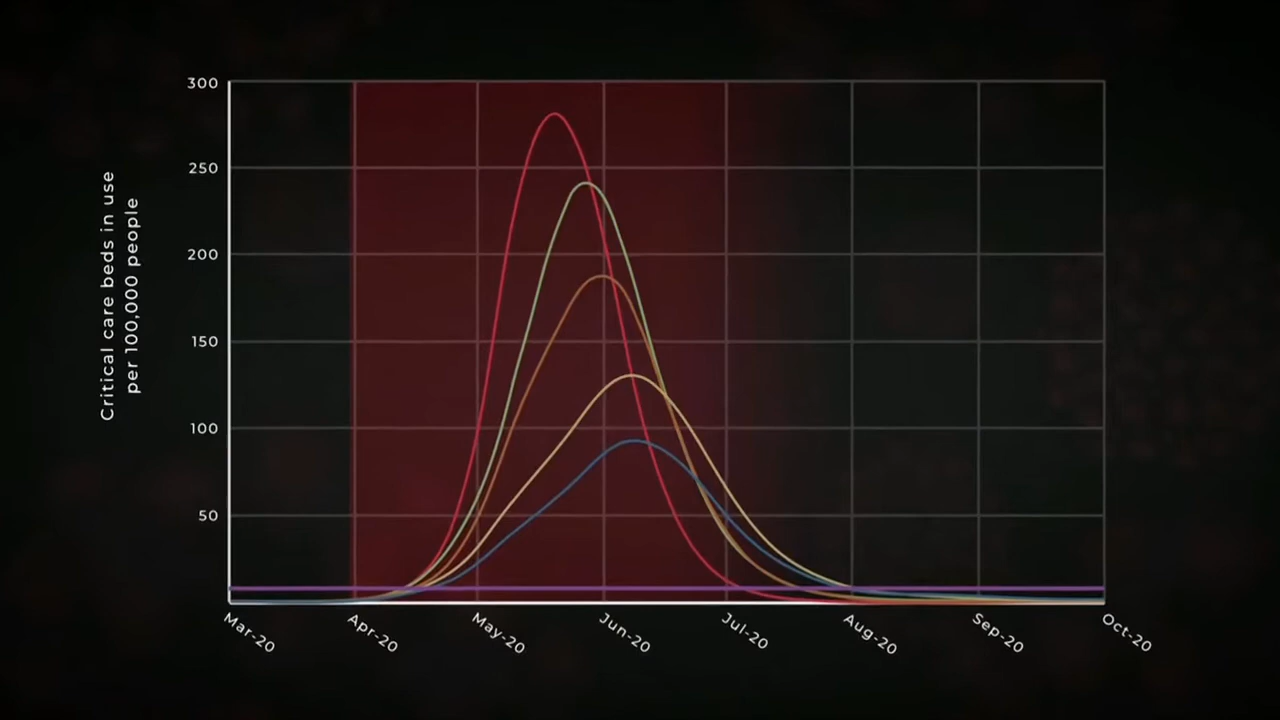 Critical care beds in use
per 100,000 people
300
250
200
150
100
50
Mar-20
Apr-20
May-20
Jun-20
Jul-20
Aug-20
Sep-20
Oct-20